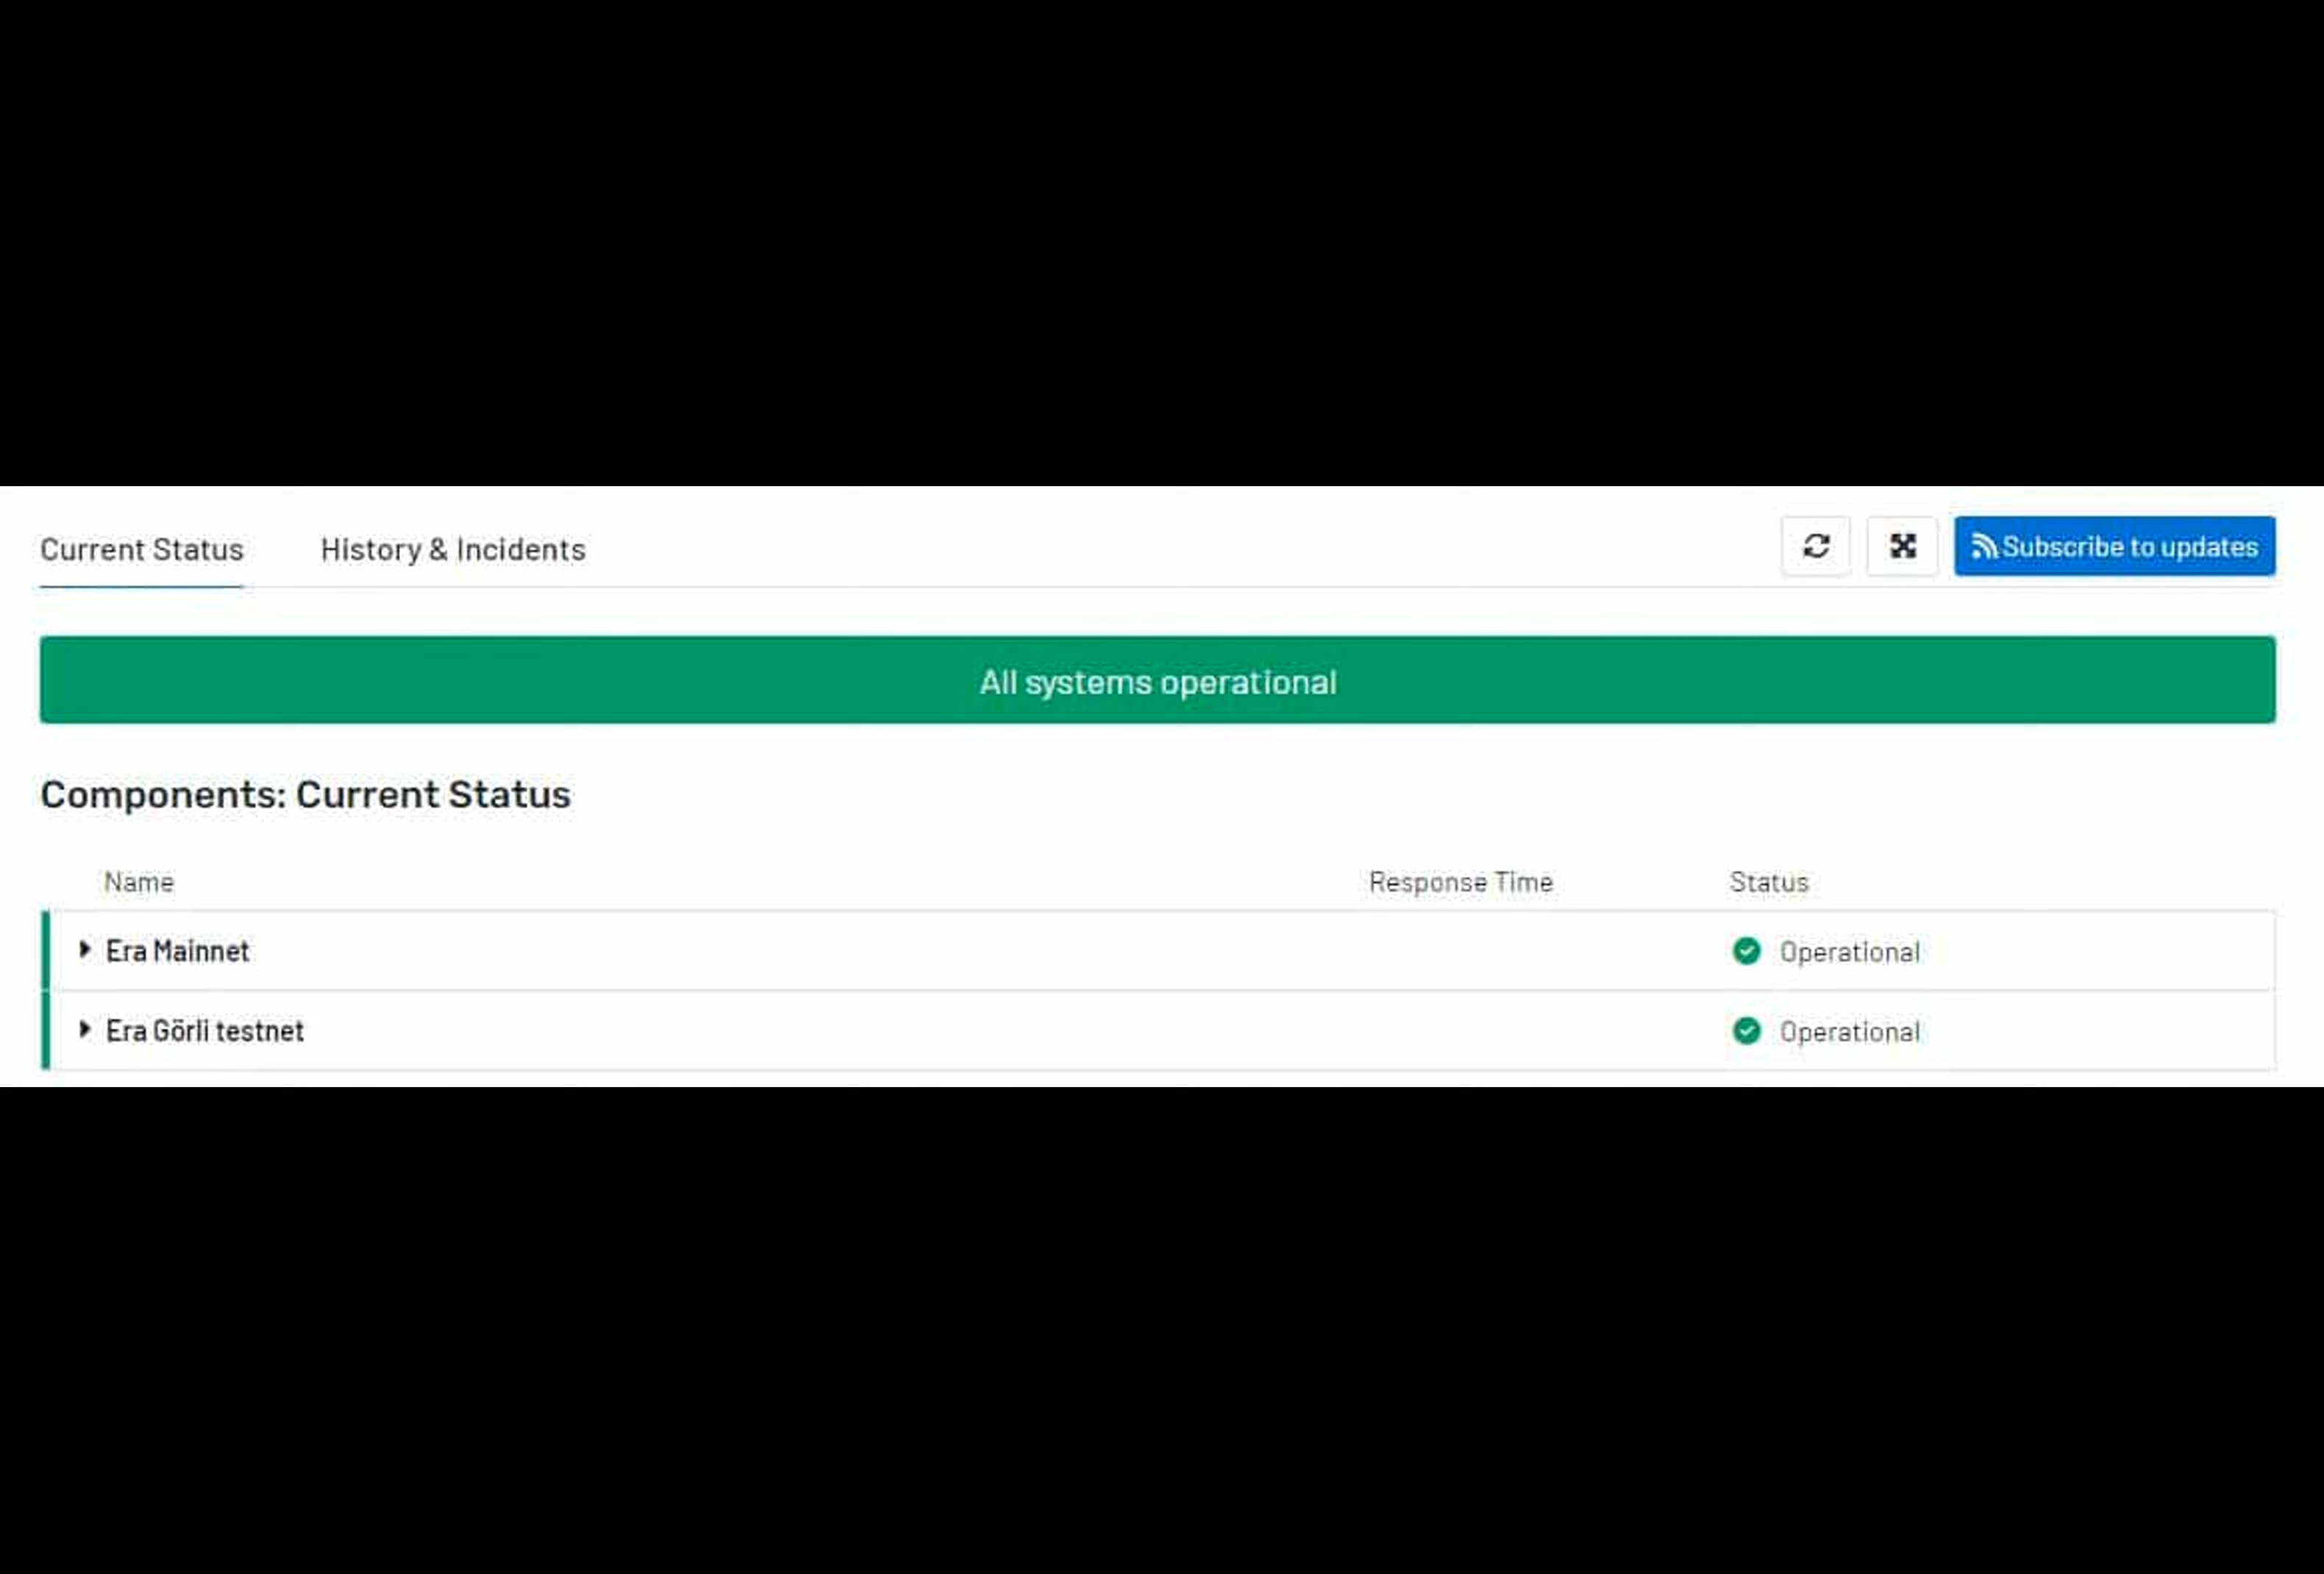 Current Status
History & Incidents
Subscribe to updates
All systems operational
Components: Current Status
Name
Response Time
Status
Era Mainnet
Operational
Era Görli testnet
Operational